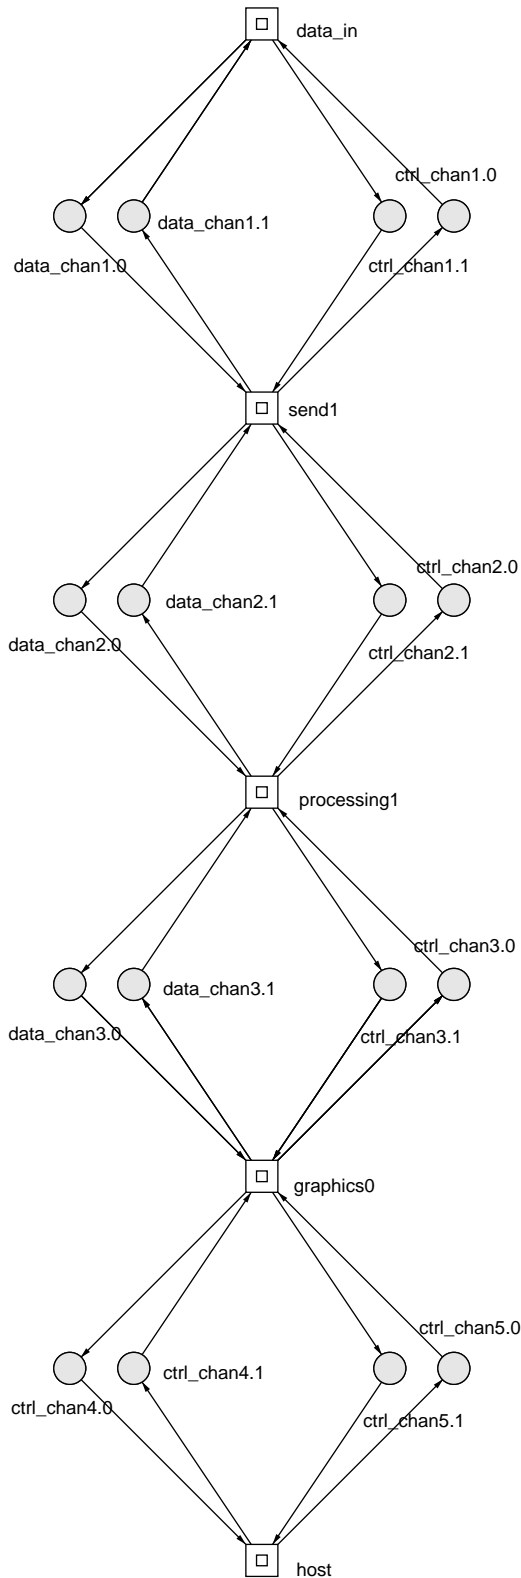 data_in
ctrl_chan1.0
data_chan1.1
data_chan1.0
ctrl_chan1.1
send1
ctrl_chan2.0
data_chan2.1
data_chan2.0
ctrl_chan2.1
processing1
ctrl_chan3.0
data_chan3.1
data_chan3.0
ctrl_chan3.1
graphics0
ctrl_chan5.0
ctrl_chan4.1
ctrl_chan4.0
ctrl_chan5.1
host